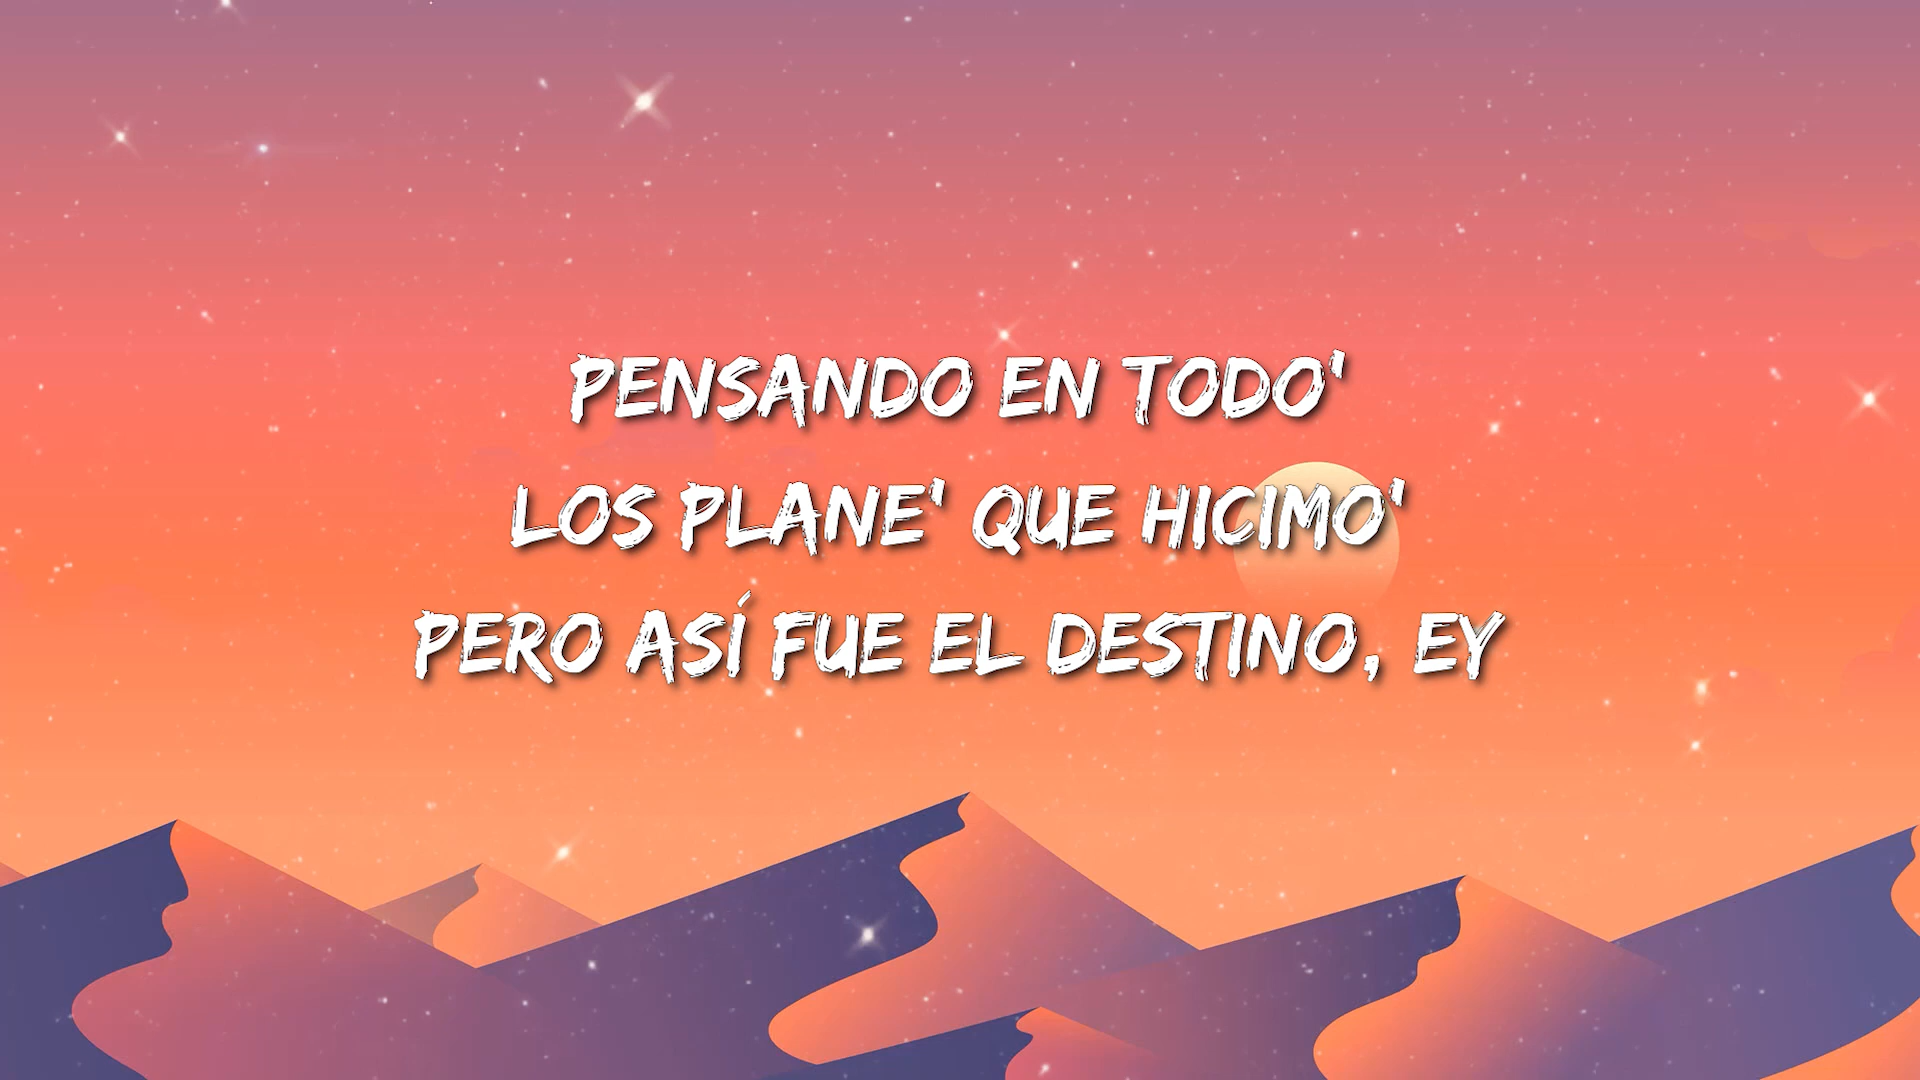 PENSANDO EN TODO'
LOS PLANE' QUE HICIMO'
PERO ASÍ FUE EL DESTINO, EY